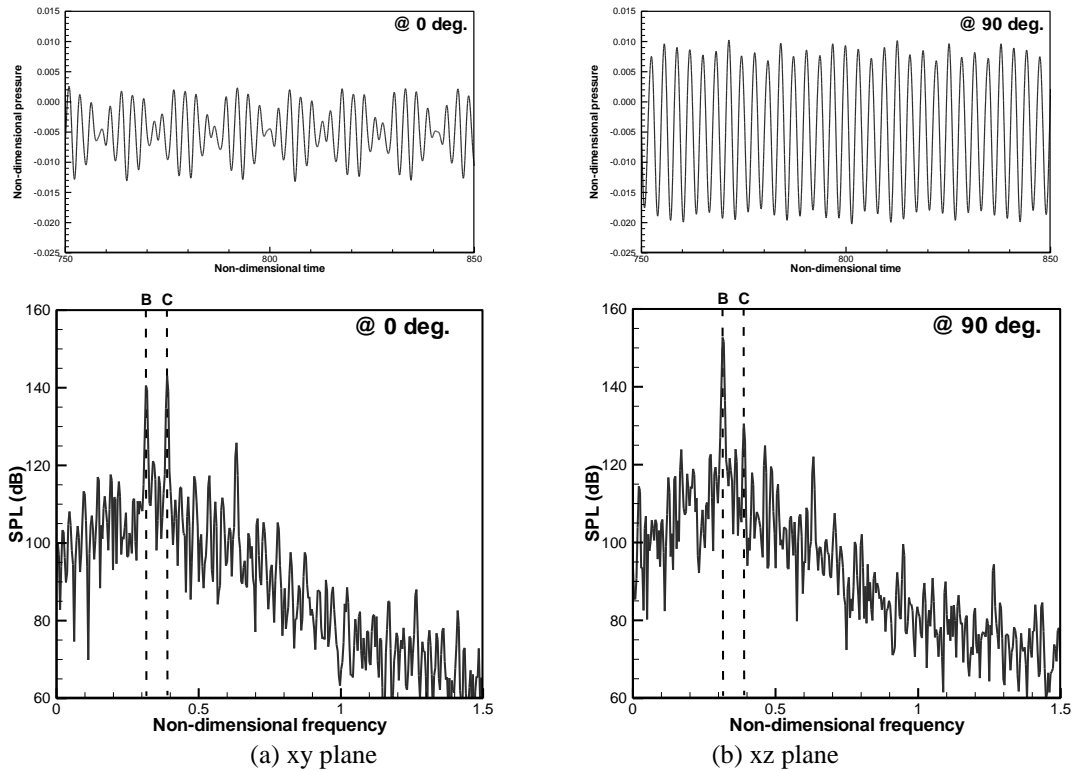 @ 0 deg.
0.015
0.010
0.005
0.000
-0.005
-0.010
-0.015
-0.020
-0.025
Non-dimensional pressure
750
800
850
Non-dimensional time
@ 90 deg.
0.015
0.010
0.005
0.000
-0.005
-0.010
-0.015
-0.020
-0.025
Non-dimensional pressure
750
800
850
Non-dimensional time
B C
@ 0 deg.
160
140
120
100
80
60
SPL (dB)
0
0.5
1
1.5
Non-dimensional frequency
(a) xy plane
B C
@ 90 deg.
160
140
120
100
80
60
SPL (dB)
0
0.5
1
1.5
Non-dimensional frequency
(b) xz plane